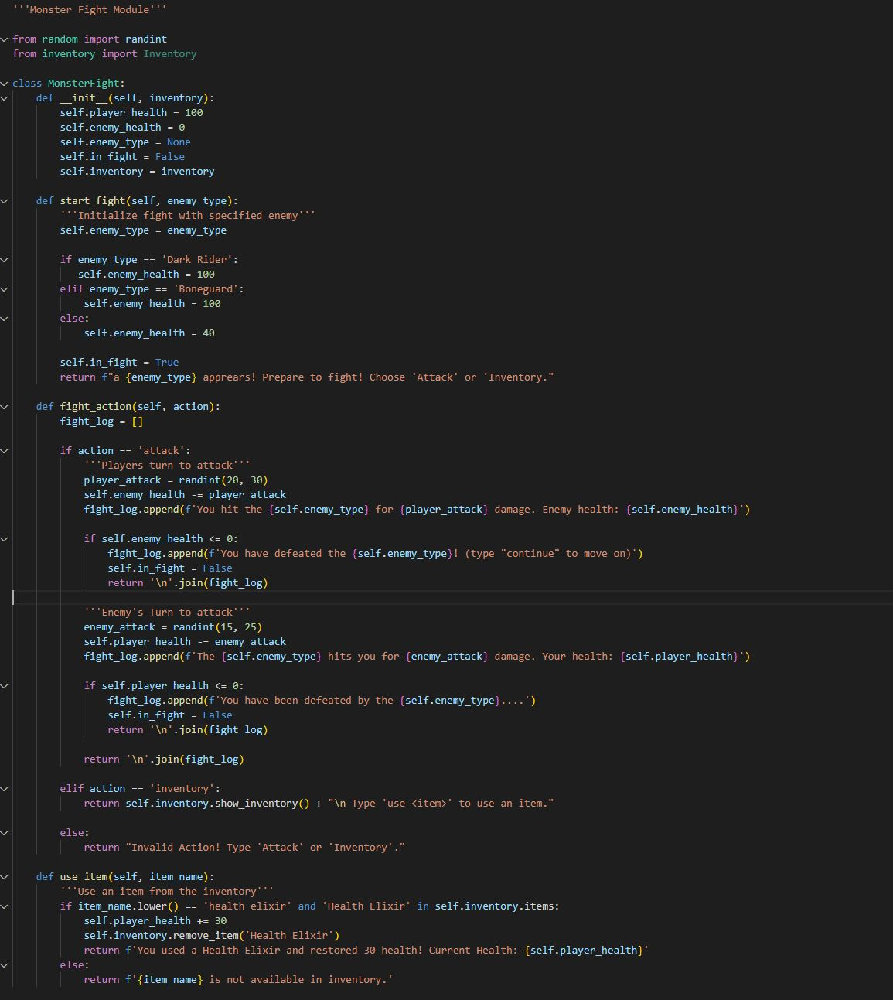 '''Monster Fight Module'''
from random import randint
from inventory import Inventory
class MonsterFight:
    def __init__(self, inventory):
        self.player_health = 100
        self.enemy_health = 0
        self.enemy_type = None
        self.in_fight = False
        self.inventory = inventory
    def start_fight(self, enemy_type):
        '''Initialize fight with specified enemy'''
        self.enemy_type = enemy_type
        if enemy_type == 'Dark Rider':
           self.enemy_health = 100
        elif enemy_type == 'Boneguard':
            self.enemy_health = 100
        else:
            self.enemy_health = 40
        self.in_fight = True
        return f"a {enemy_type} apprears! Prepare to fight! Choose 'Attack' or 'Inventory."
    def fight_action(self, action):
        fight_log = []
        if action == 'attack':
            '''Players turn to attack'''
            player_attack = randint(20, 30)
            self.enemy_health -= player_attack
            fight_log.append(f'You hit the {self.enemy_type} for {player_attack} damage. Enemy health: {self.enemy_health}')
            if self.enemy_health <= 0:
                fight_log.append(f'You have defeated the {self.enemy_type}! (type "continue" to move on)')
                self.in_fight = False
                return '\n'.join(fight_log)
            '''Enemy's Turn to attack'''
            enemy_attack = randint(15, 25)
            self.player_health -= enemy_attack
            fight_log.append(f'The {self.enemy_type} hits you for {enemy_attack} damage. Your health: {self.player_health}')
            if self.player_health <= 0:
                fight_log.append(f'You have been defeated by the {self.enemy_type}....')
                self.in_fight = False
                return '\n'.join(fight_log)
            return '\n'.join(fight_log)
        elif action == 'inventory':
            return self.inventory.show_inventory() + "\n Type 'use <item>' to use an item."
        else:
            return "Invalid Action! Type 'Attack' or 'Inventory'."
    def use_item(self, item_name):
        '''Use an item from the inventory'''
        if item_name.lower() == 'health elixir' and 'Health Elixir' in self.inventory.items:
            self.player_health += 30
            self.inventory.remove_item('Health Elixir')
            return f'You used a Health Elixir and restored 30 health! Current Health: {self.player_health}'
        else:
            return f'{item_name} is not available in inventory.'